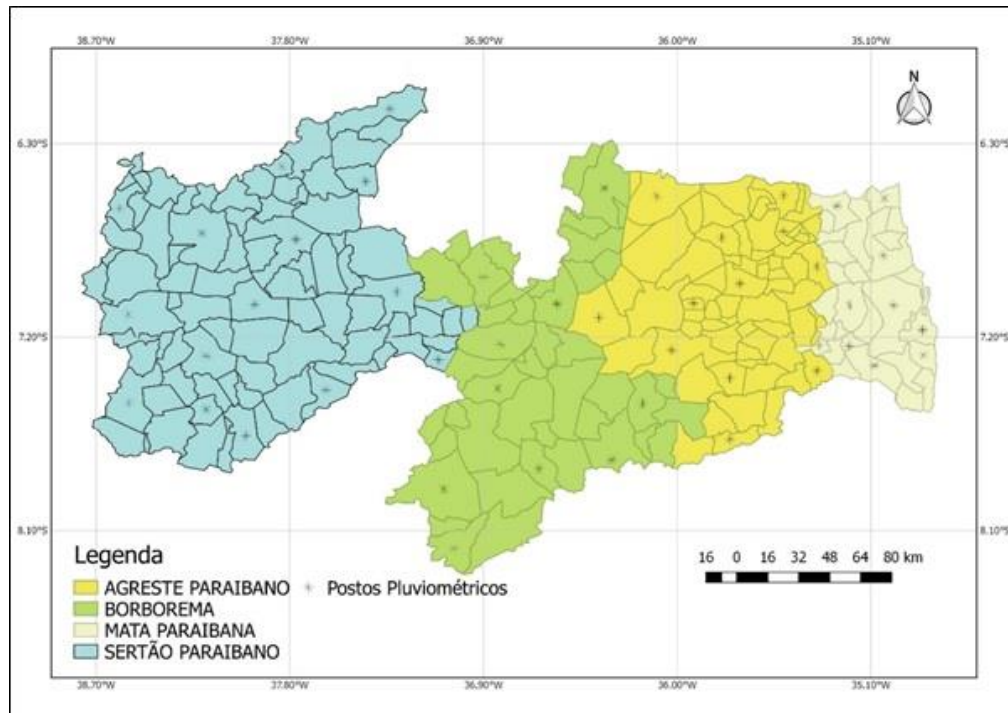 38.70°W 37.80°W 36.90°W 36.00°W 35.10°W
N
6.30°S 6.30°S
7.20°S 7.20°S
8.10°S 8.10°S
Legenda
AGRESTE PARAIBANO Postos Pluviométricos
BORBOREMA
MATA PARAIBANA
SERTÃO PARAIBANO
16 0 16 32 48 64 80 km
38.70°W 37.80°W 36.90°W 36.00°W 35.10°W